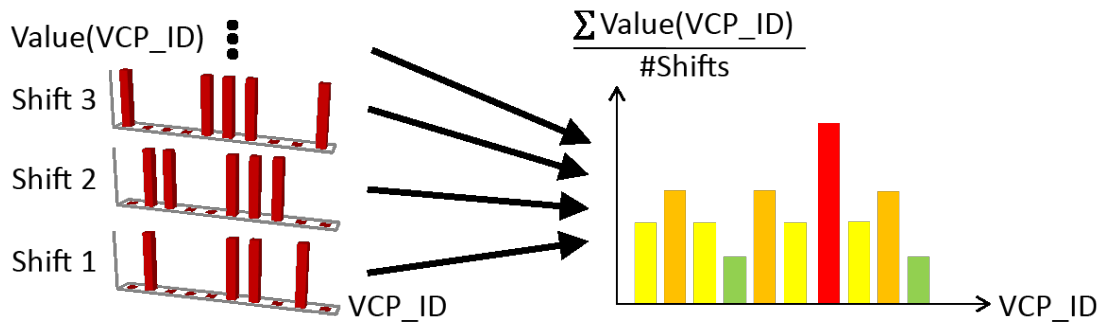 Value(VCP_ID)
Shift 3
Shift 2
Shift 1
VCP_ID
∑ Value(VCP_ID)
#Shifts
VCP_ID